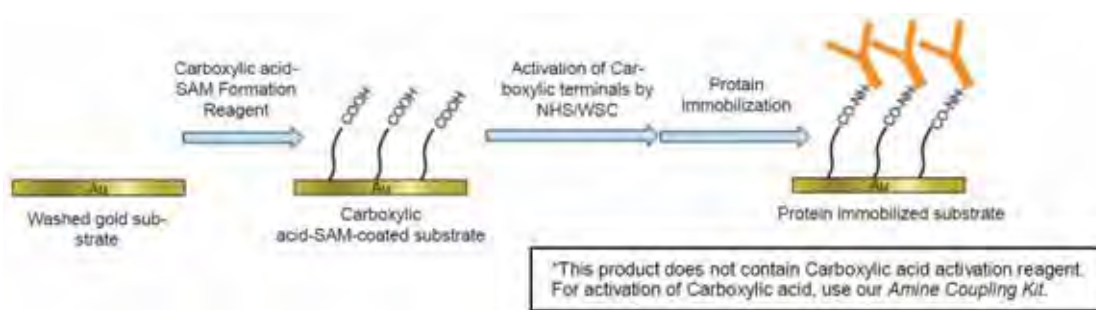 Carboxylic acid-
SAM Formation
Reagent
Activation of Car-
boxylic terminals by
NHS/WSC
Protein
immobilization
COOH
COOH
COOH
CO-NH
CO-NH
CO-NH
Au
Au
Au
Washed gold sub-
strate
Carboxylic
acid-SAM-coated substrate
Protein immobilized substrate
*This product does not contain Carboxylic acid activation reagent.
For activation of Carboxylic acid, use our Amine Coupling Kit.